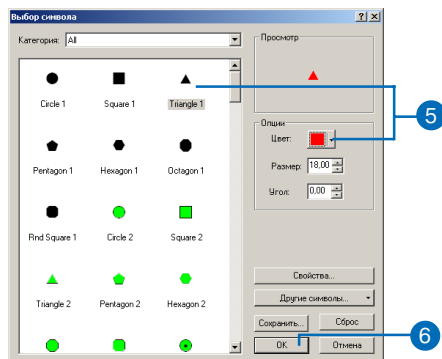 Выбор символа
Категория: All
Circle 1 Square 1 Triangle 1
Pentagon 1 Hexagon 1 Octagon 1
Rnd Square 1 Circle 2 Square 2
Triangle 2 Pentagon 2 Hexagon 2
Просмотр
Опции
Цвет:
Размер: 18,00
Угол: 0,00
Свойства...
Другие символы...
Сохранить... Сброс
OK Отмена
5
6